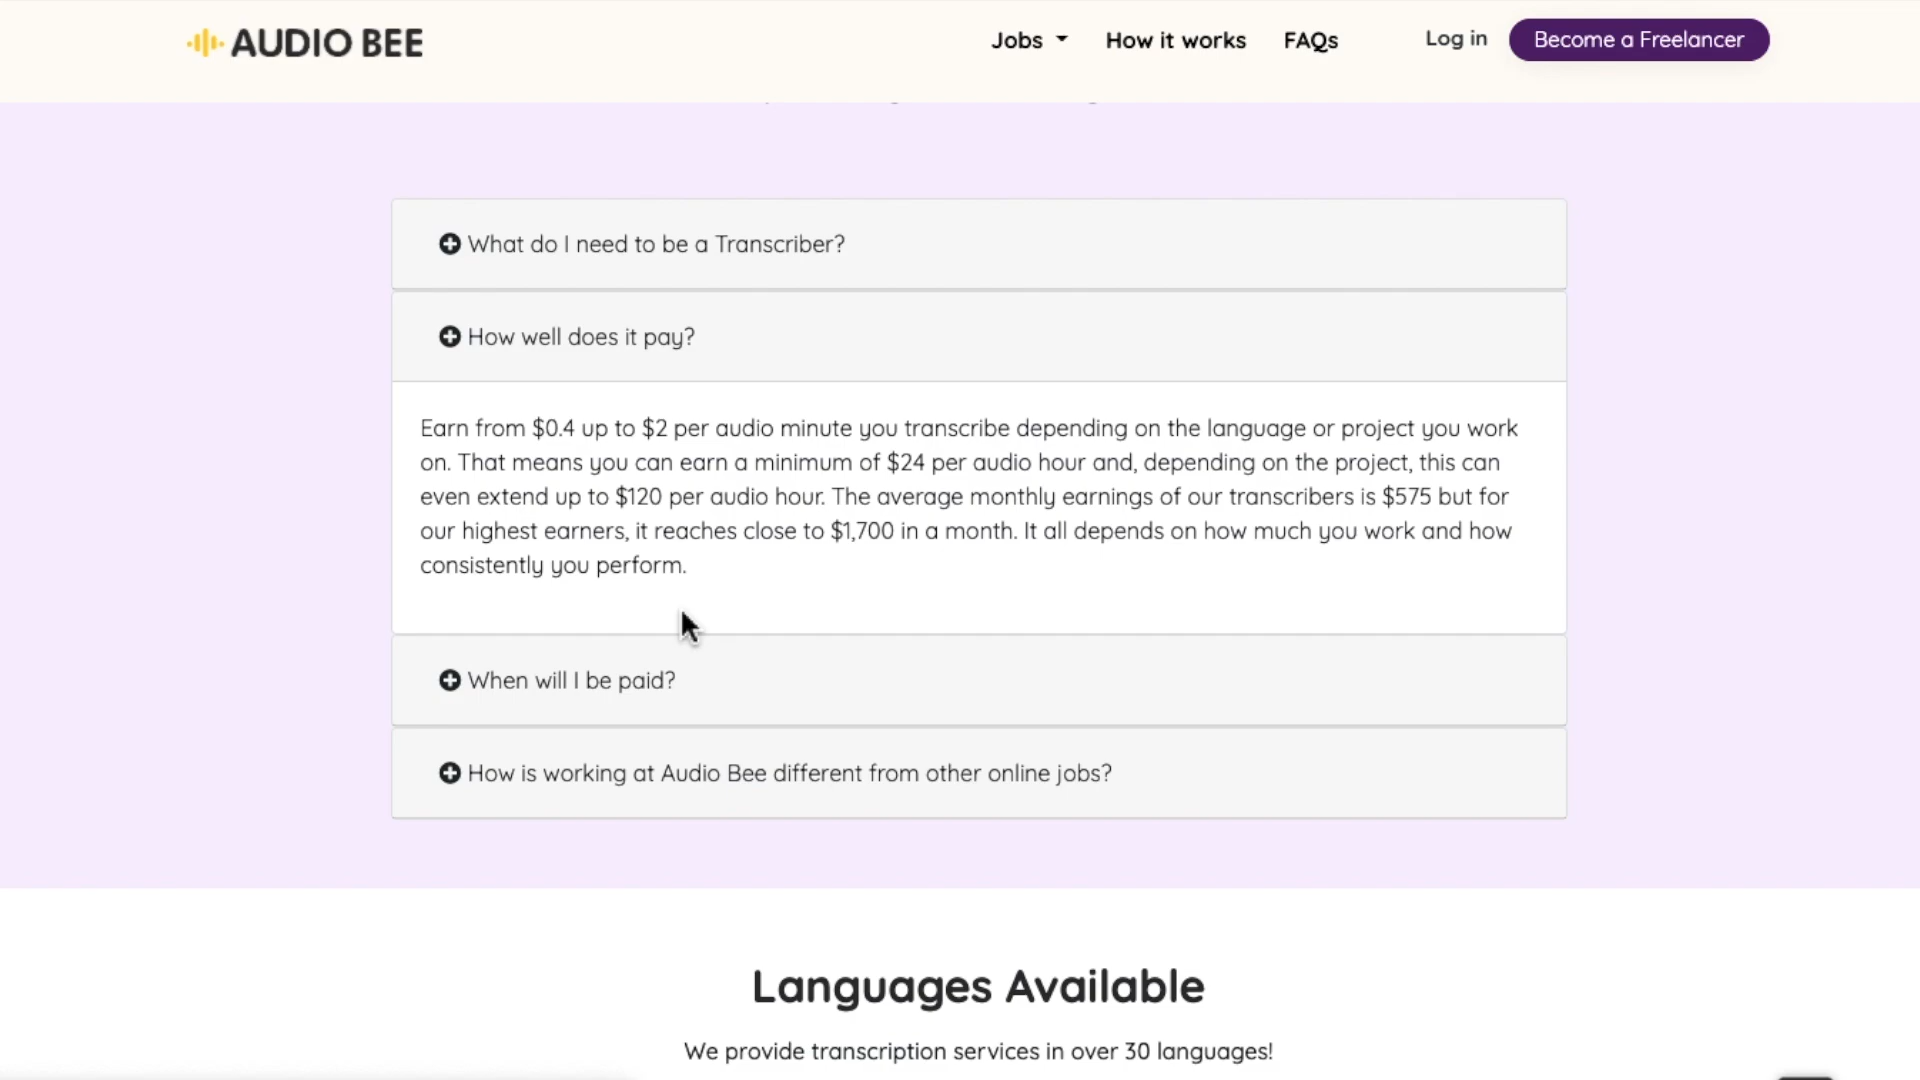 AUDIO BEE
Jobs How it works FAQs Log in Become a Freelancer
What do I need to be a Transcriber?
How well does it pay?
Earn from $0.4 up to $2 per audio minute you transcribe depending on the language or project you work
on. That means you can earn a minimum of $24 per audio hour and, depending on the project, this can
even extend up to $120 per audio hour. The average monthly earnings of our transcribers is $575 but for
our highest earners, it reaches close to $1,700 in a month. It all depends on how much you work and how
consistently you perform.
When will I be paid?
How is working at Audio Bee different from other online jobs?
Languages Available
We provide transcription services in over 30 languages!